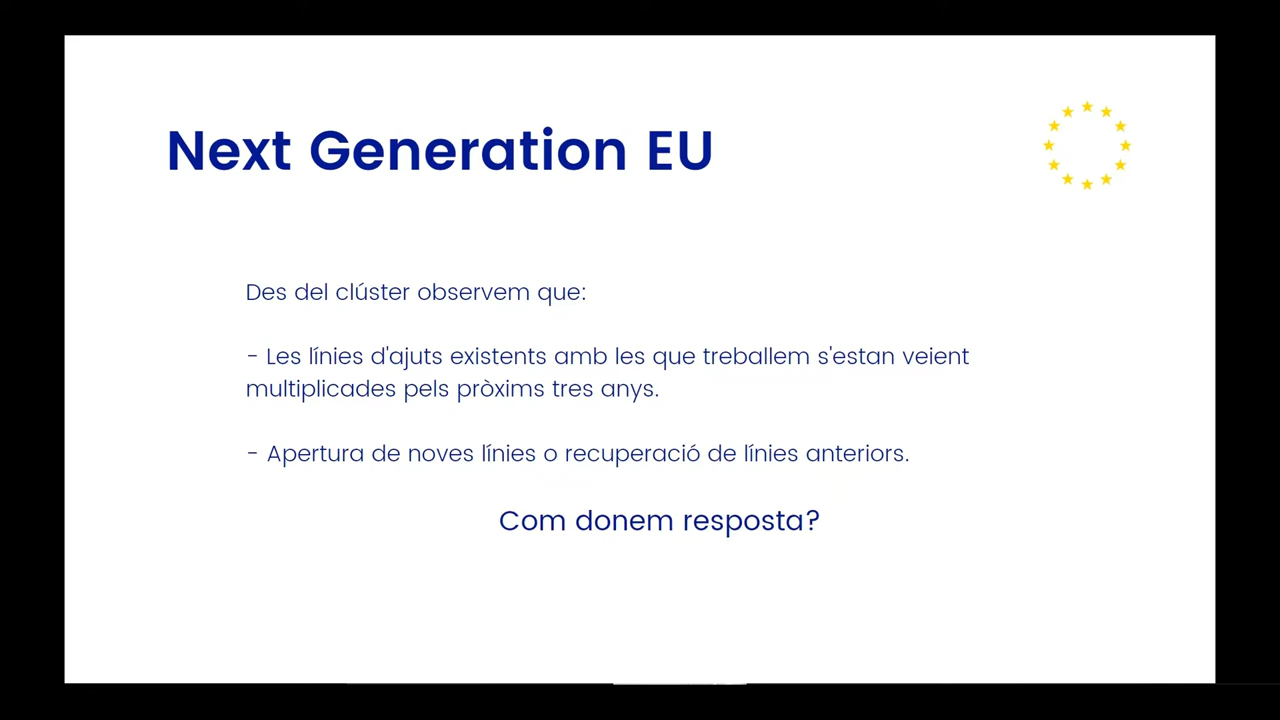 Next Generation EU
Des del clúster observem que:
- Les línies d'ajuts existents amb les que treballem s'estan veient
multiplicades pels pròxims tres anys.
- Apertura de noves línies o recuperació de línies anteriors.
Com donem resposta?